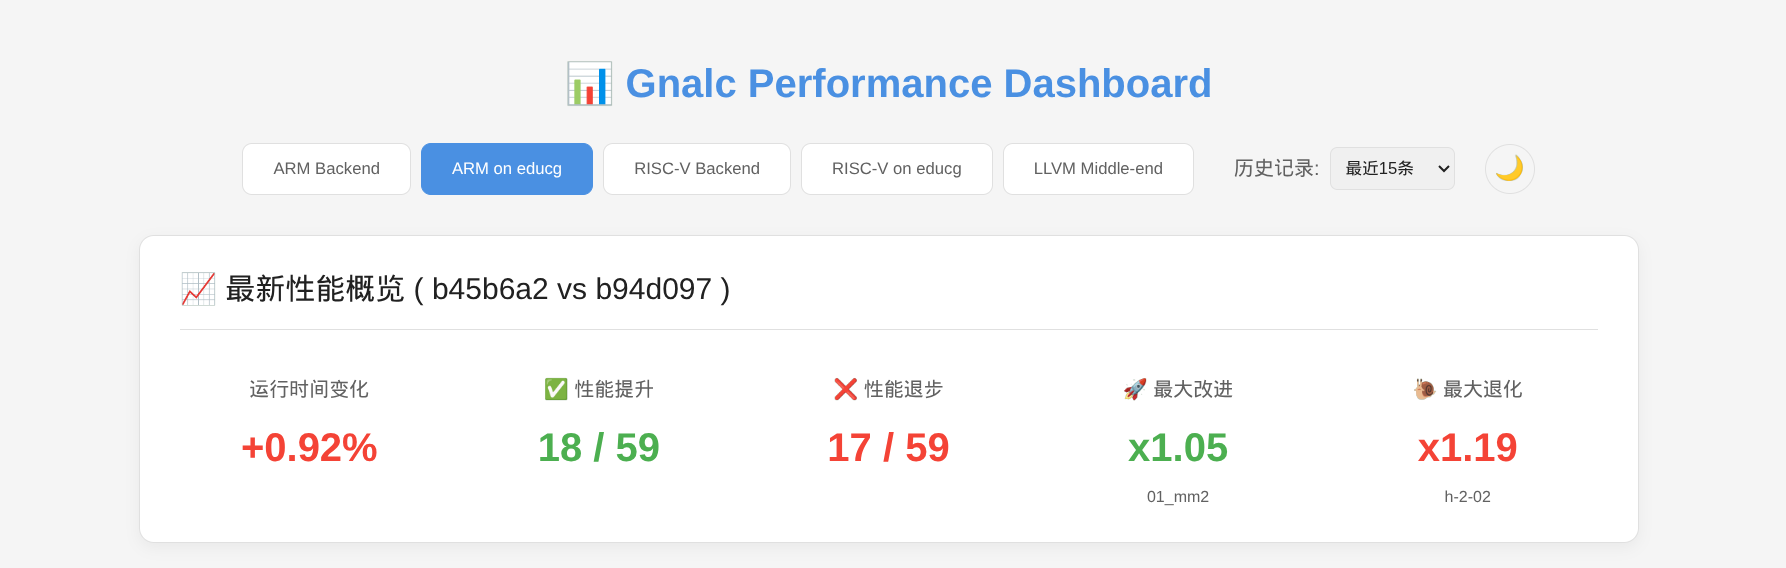 Gnalc Performance Dashboard
ARM Backend
ARM on educg
RISC-V Backend
RISC-V on educg
LLVM Middle-end
历史记录:
最近15条
最新性能概览 ( b45b6a2 vs b94d097 )
运行时间变化
+0.92%
性能提升
18 / 59
性能退步
17 / 59
最大改进
x1.05
01_mm2
最大退化
x1.19
h-2-02